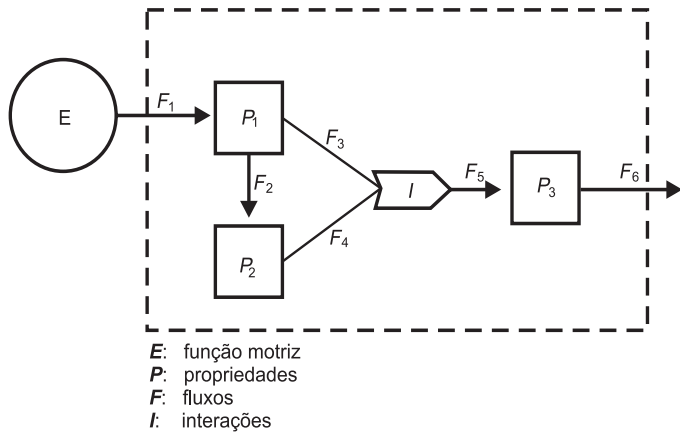 E
F1
P1
F2
F3
P2
F4
I
F5
P3
F6
E: função motriz
P: propriedades
F: fluxos
I: interações